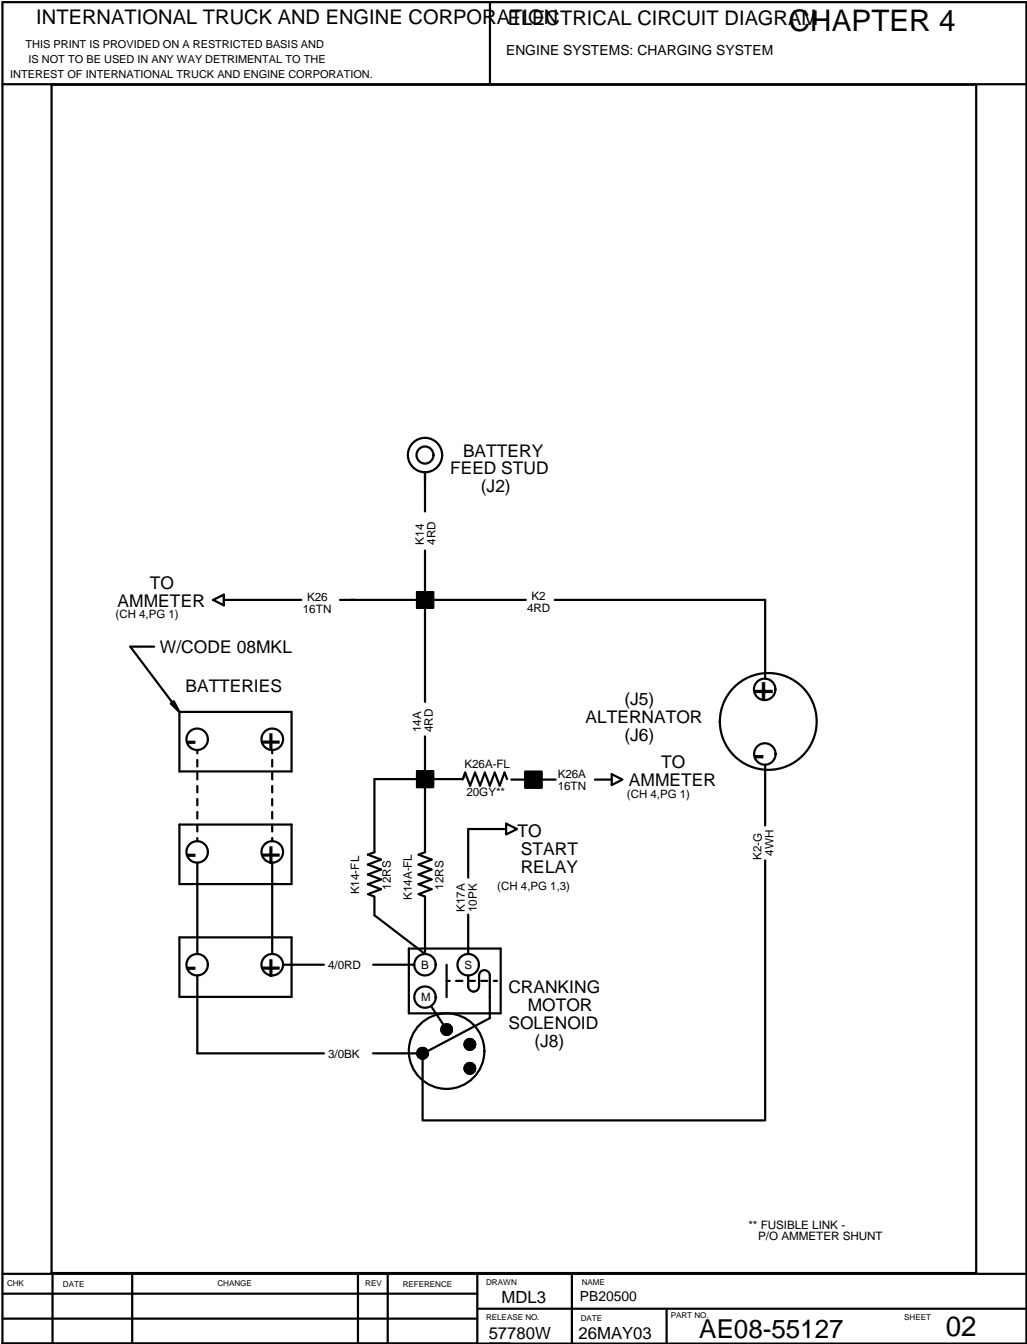 INTERNATIONAL TRUCK AND ENGINE CORPORATION
THIS PRINT IS PROVIDED ON A RESTRICTED BASIS AND
IS NOT TO BE USED IN ANY WAY DETRIMENTAL TO THE
INTEREST OF INTERNATIONAL TRUCK AND ENGINE CORPORATION.
ELECTRICAL CIRCUIT DIAGRAM
CHAPTER 4
ENGINE SYSTEMS: CHARGING SYSTEM
BATTERY
FEED STUD
(J2)
K14
4RD
TO
AMMETER
(CH 4,PG 1)
K26
16TN
K2
4RD
W/CODE 08MKL
BATTERIES
14A
4RD
(J5)
ALTERNATOR
(J6)
K26A-FL
20GY**
K26A
16TN
TO
AMMETER
(CH 4,PG 1)
K2-G
4WH
TO
START
RELAY
(CH 4,PG 1,3)
K14-FL
12RS
K14A-FL
12RS
K17A
10PK
4/0RD
B
S
M
CRANKING
MOTOR
SOLENOID
(J8)
3/0BK
** FUSIBLE LINK -
P/O AMMETER SHUNT
CHK
DATE
CHANGE
REV
REFERENCE
DRAWN
MDL3
NAME
PB20500
RELEASE NO.
57780W
DATE
26MAY03
PART NO.
AE08-55127
SHEET
02